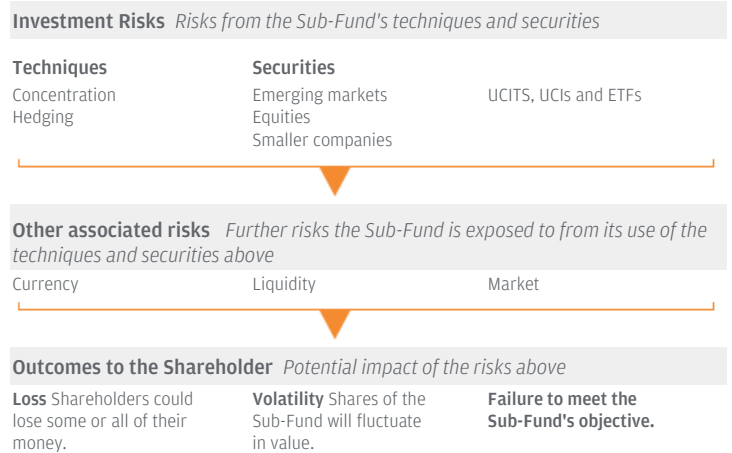 Investment Risks Risks from the Sub-Fund's techniques and securities
Techniques
Concentration
Hedging
Securities
Emerging markets
Equities
Smaller companies
UCITS, UCIs and ETFs
Other associated risks Further risks the Sub-Fund is exposed to from its use of the
techniques and securities above
Currency
Liquidity
Market
Outcomes to the Shareholder Potential impact of the risks above
Loss Shareholders could
lose some or all of their
money.
Volatility Shares of the
Sub-Fund will fluctuate
in value.
Failure to meet the
Sub-Fund's objective.